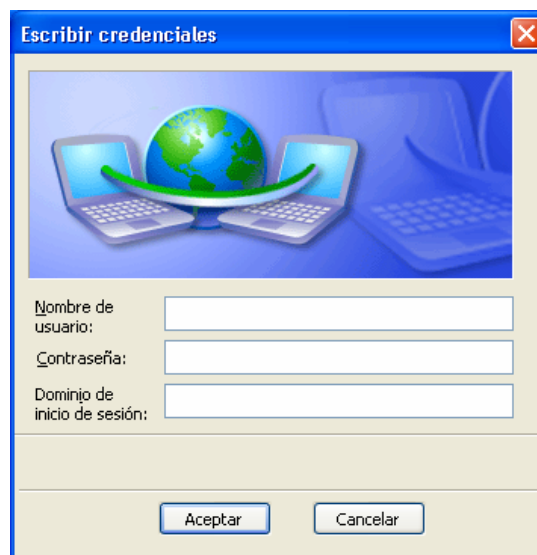 Escribir credenciales
Nombre de
usuario:
Contraseña:
Dominio de
inicio de sesión:
Aceptar
Cancelar